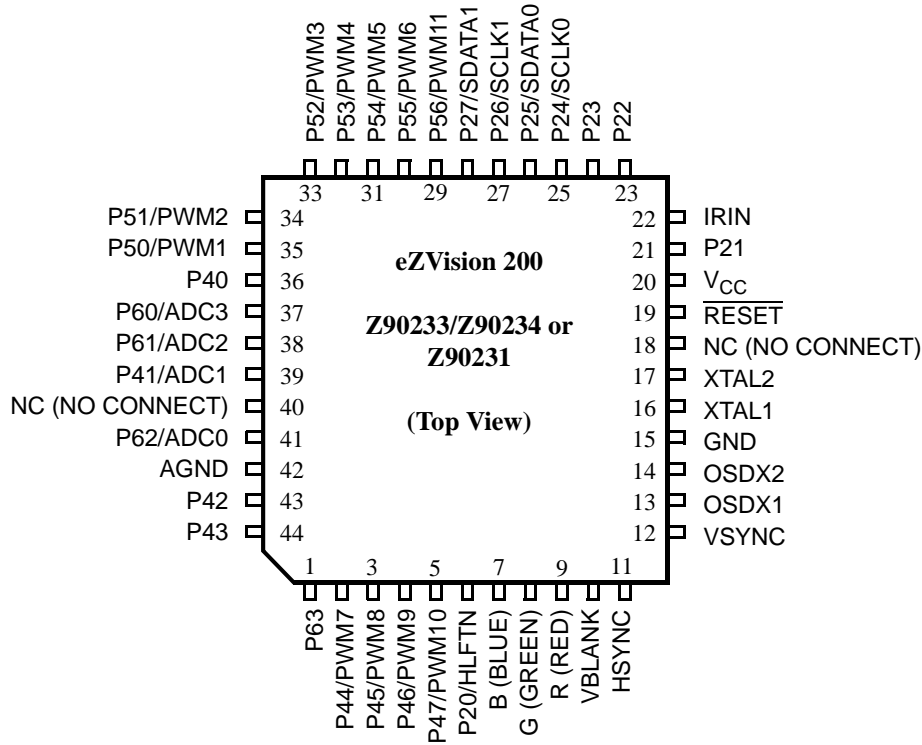 P52/PWM3
P53/PWM4
P54/PWM5
P55/PWM6
P56/PWM11
P27/SDATA1
P26/SCLK1
P25/SDATA0
P24/SCLK0
P23
P22
33 31 29 27 25 23
P51/PWM2 34
P50/PWM1 35
P40 36
P60/ADC3 37
P61/ADC2 38
P41/ADC1 39
NC (NO CONNECT) 40
P62/ADC0 41
AGND 42
P42 43
P43 44
eZVision 200
Z90233/Z90234 or
Z90231
(Top View)
22 IRIN
21 P21
20 VCC
19 RESET
18 NC (NO CONNECT)
17 XTAL2
16 XTAL1
15 GND
14 OSDX2
13 OSDX1
12 VSYNC
1 3 5 7 9 11
P63
P44/PWM7
P45/PWM8
P46/PWM9
P47/PWM10
P20/HLFTN
B (BLUE)
G (GREEN)
R (RED)
VBLANK
HSYNC